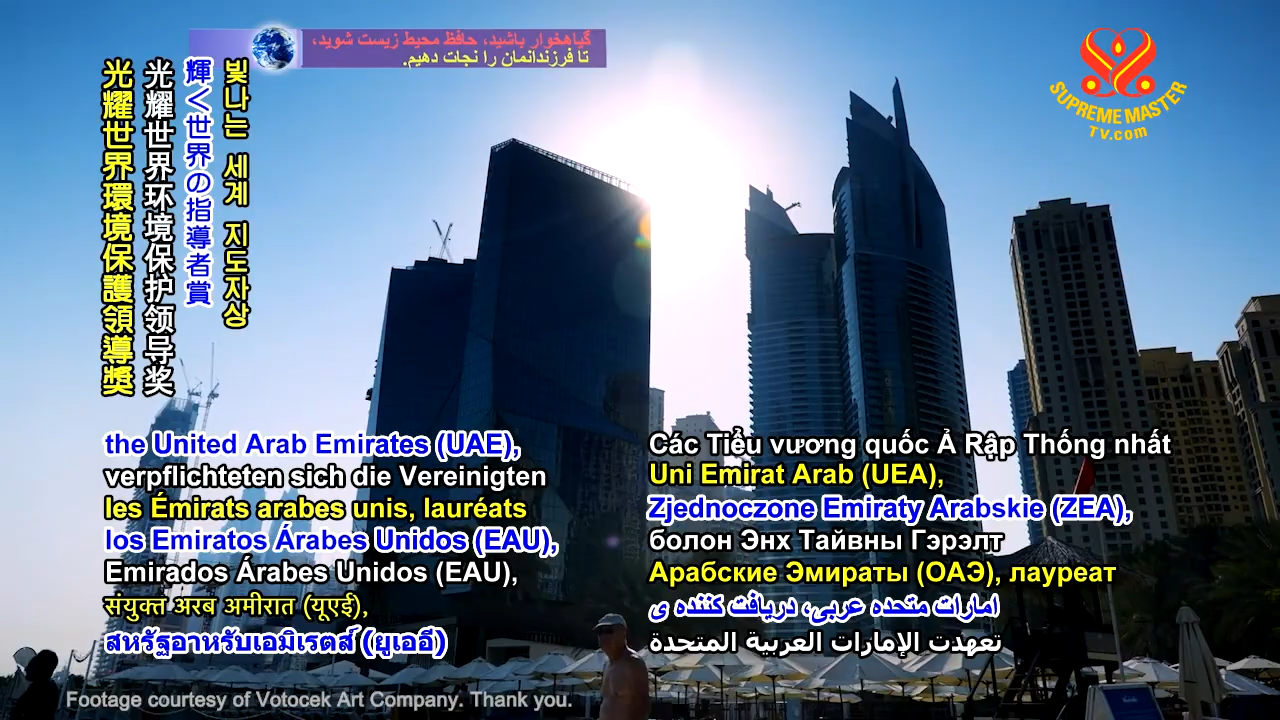 گیاهخوار باشید، حافظ محیط زیست شوید،
تا فرزندانمان را نجات دهیم.
SUPREME MASTER
TV.com
光耀世界環境保護領導獎
光耀世界环境保护领导奖
輝く世界の指導者賞
빛나는 세계 지도자상
the United Arab Emirates (UAE),
verpflichteten sich die Vereinigten
les Émirats arabes unis, lauréats
los Emiratos Árabes Unidos (EAU),
Emirados Árabes Unidos (EAU),
संयुक्त अरब अमीरात (यूएई),
สหรัฐอาหรับเอมิเรตส์ (ยูเออี)
Các Tiểu vương quốc Ả Rập Thống nhất
Uni Emirat Arab (UEA),
Zjednoczone Emiraty Arabskie (ZEA),
болон Энх Тайвны Гэрэлт
Арабские Эмираты (ОАЭ), лауреат
امارات متحده عربی، دریافت کننده ی
تعهدت الإمارات العربية المتحدة
Footage courtesy of Votocek Art Company. Thank you.